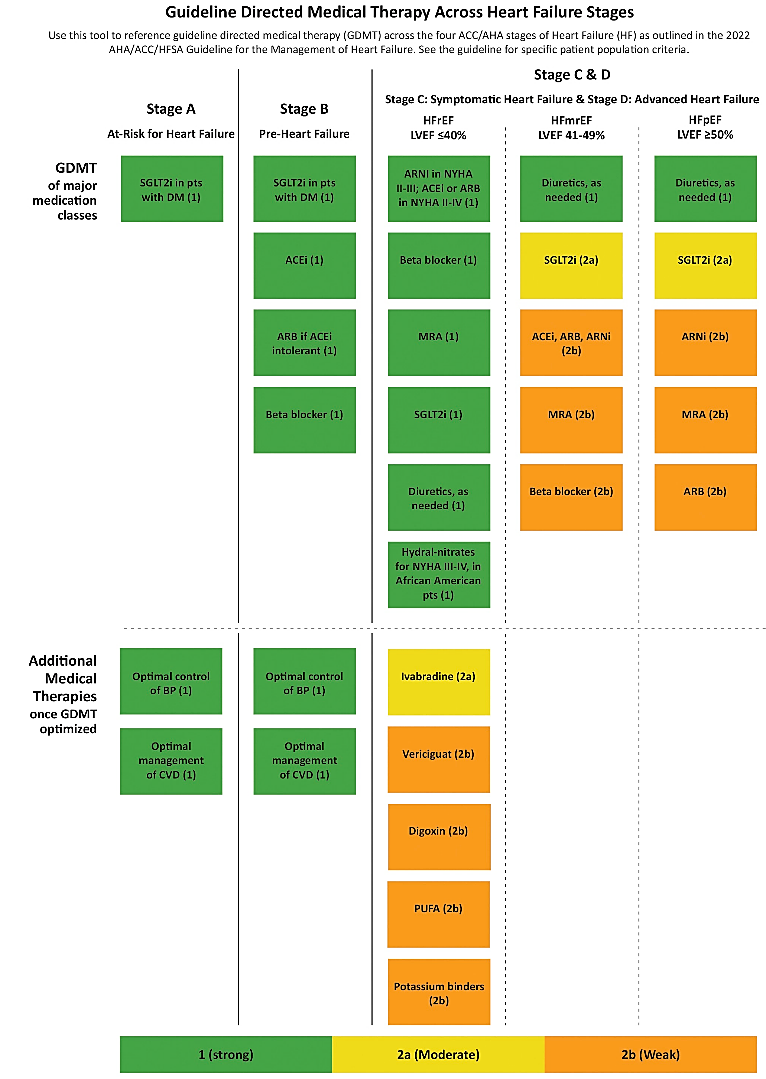 Guideline Directed Medical Therapy Across Heart Failure Stages
Use this tool to reference guideline directed medical therapy (GDMT) across the four ACC/AHA stages of Heart Failure (HF) as outlined in the 2022
AHA/ACC/HFSA Guideline for the Management of Heart Failure. See the guideline for specific patient population criteria.
Stage A
At-Risk for Heart Failure
Stage B
Pre-Heart Failure
Stage C & D
Stage C: Symptomatic Heart Failure & Stage D: Advanced Heart Failure
HFrEF
LVEF ≤40%
HFmrEF
LVEF 41-49%
HFpEF
LVEF ≥50%
GDMT
of major
medication
classes
SGLT2i in pts
with DM (1)
SGLT2i in pts
with DM (1)
ACEi (1)
ARB if ACEi
intolerant (1)
Beta blocker (1)
ARNI in NYHA
II-III; ACEi or ARB
in NYHA II-IV (1)
Beta blocker (1)
MRA (1)
SGLT2i (1)
Diuretics, as
needed (1)
Hydral-nitrates
for NYHA III-IV, in
African American
pts (1)
Diuretics, as
needed (1)
SGLT2i (2a)
ACEi, ARB, ARNi
(2b)
MRA (2b)
Beta blocker (2b)
Diuretics, as
needed (1)
SGLT2i (2a)
ARNi (2b)
MRA (2b)
ARB (2b)
Additional
Medical
Therapies
once GDMT
optimized
Optimal control
of BP (1)
Optimal
management
of CVD (1)
Optimal control
of BP (1)
Optimal
management
of CVD (1)
Ivabradine (2a)
Vericiguat (2b)
Digoxin (2b)
PUFA (2b)
Potassium binders
(2b)
1 (strong)
2a (Moderate)
2b (Weak)